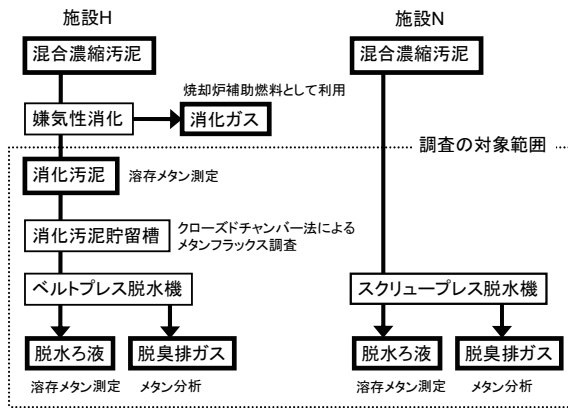 施設H
施設N
混合濃縮汚泥
混合濃縮汚泥
焼却炉補助燃料として利用
嫌気性消化
消化ガス
調査の対象範囲
消化汚泥
溶存メタン測定
消化汚泥貯留槽
クローズドチャンバー法による
メタンフラックス調査
ベルトプレス脱水機
スクリュープレス脱水機
脱水ろ液
脱臭排ガス
脱水ろ液
脱臭排ガス
溶存メタン測定
メタン分析
溶存メタン測定
メタン分析